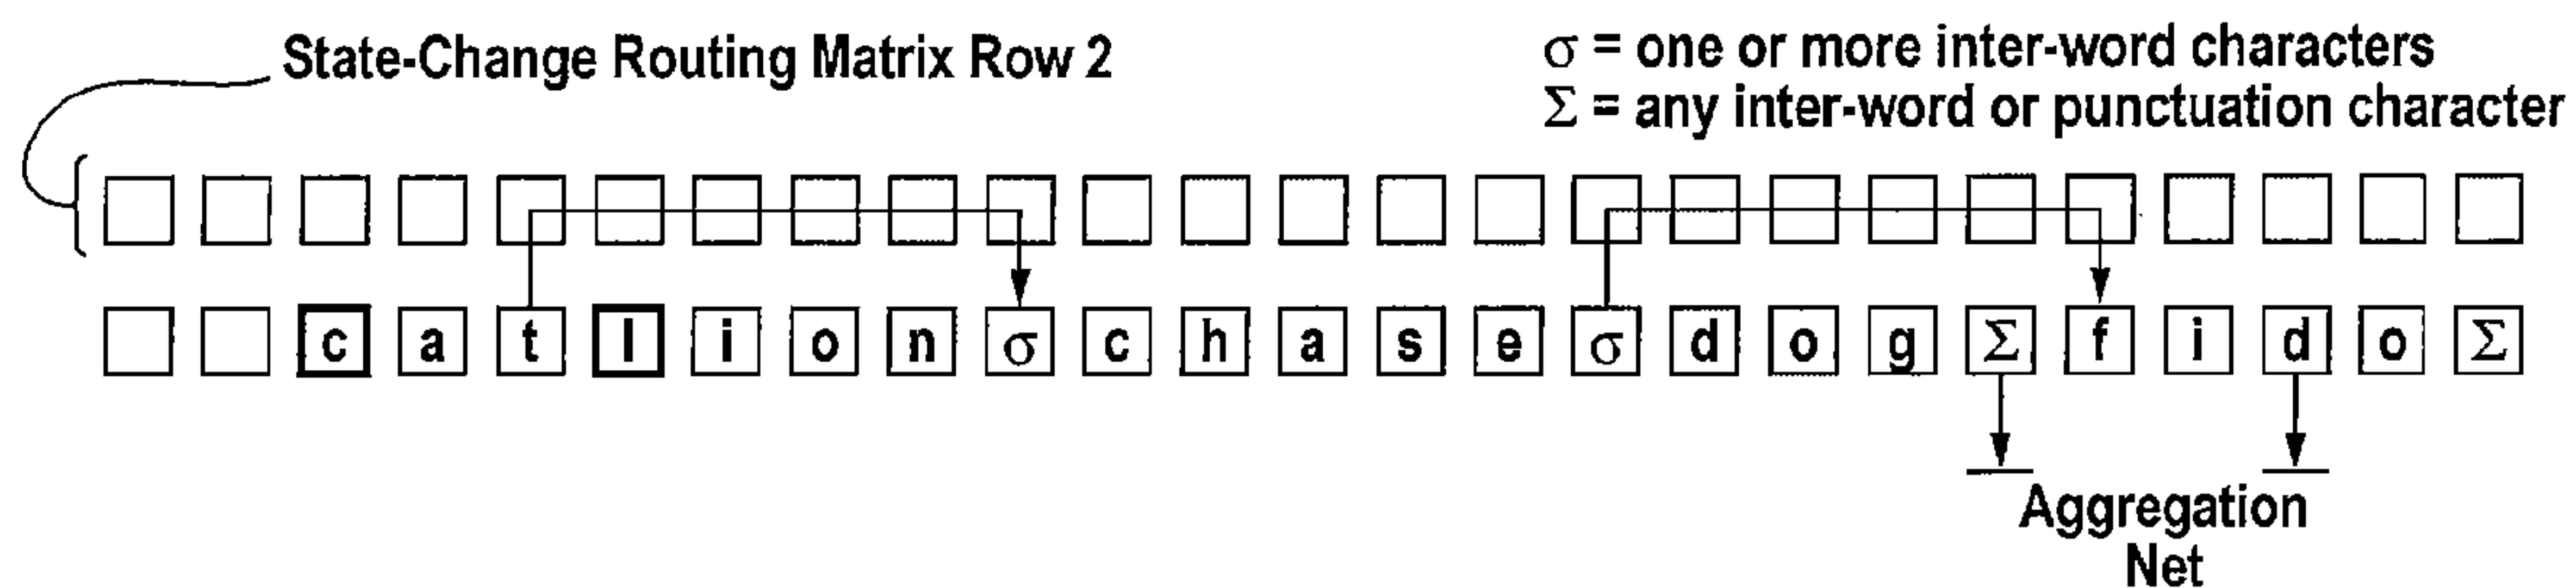 State-Change Routing Matrix Row 2
σ = one or more inter-word characters
Σ = any inter-word or punctuation character
c a t l i o n σ c h a s e σ d o g Σ f i d o Σ
Aggregation
Net